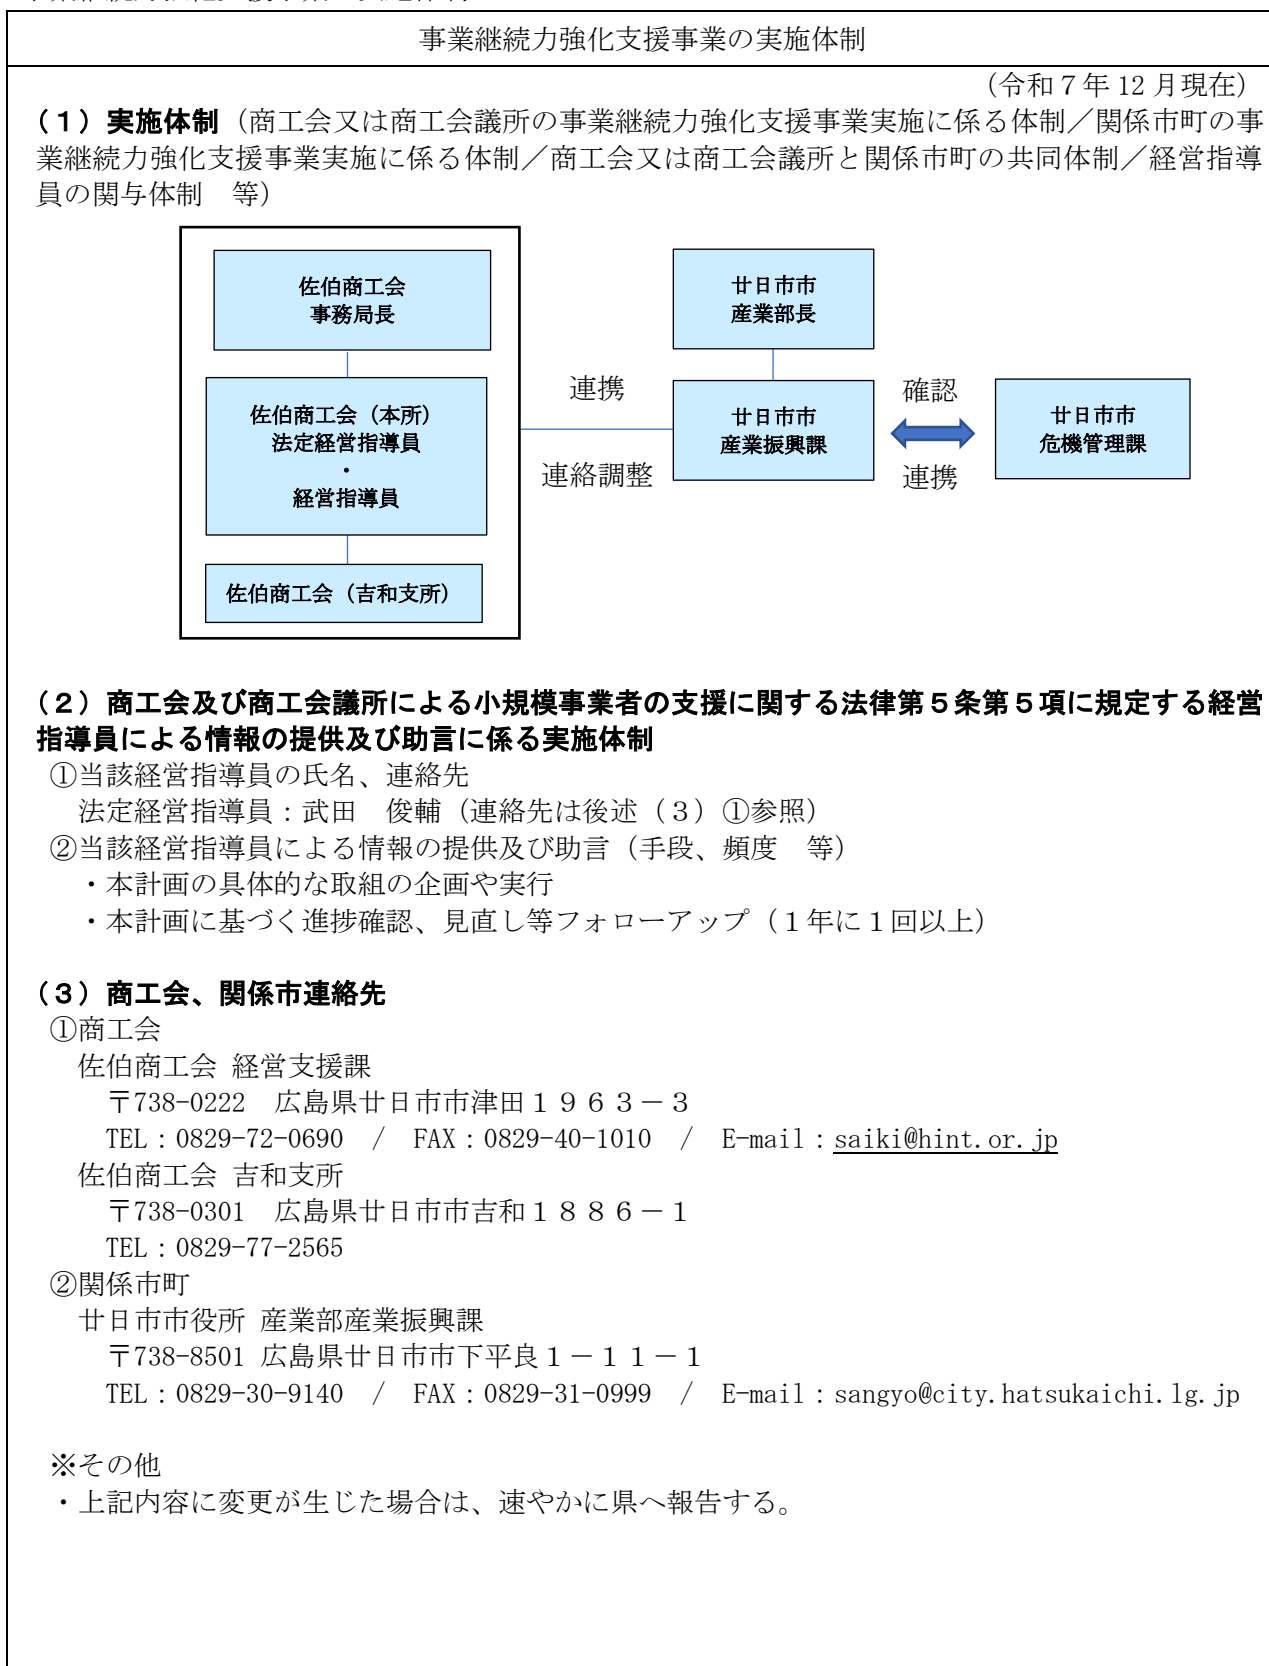 事業継続力強化支援事業の実施体制
（令和７年 12 月現在）
（１）実施体制（商工会又は商工会議所の事業継続力強化支援事業実施に係る体制／関係市町の事
業継続力強化支援事業実施に係る体制／商工会又は商工会議所と関係市町の共同体制／経営指導
員の関与体制　等）
佐伯商工会
事務局長
廿日市市
産業部長
佐伯商工会（本所）
法定経営指導員
・
経営指導員
連携
連絡調整
廿日市市
産業振興課
確認
連携
廿日市市
危機管理課
佐伯商工会（吉和支所）
（２）商工会及び商工会議所による小規模事業者の支援に関する法律第５条第５項に規定する経営
指導員による情報の提供及び助言に係る実施体制
①当該経営指導員の氏名、連絡先
法定経営指導員：武田　俊輔（連絡先は後述（３）①参照）
②当該経営指導員による情報の提供及び助言（手段、頻度　等）
・本計画の具体的な取組の企画や実行
・本計画に基づく進捗確認、見直し等フォローアップ（１年に１回以上）
（３）商工会、関係市連絡先
①商工会
佐伯商工会 経営支援課
〒738-0222　広島県廿日市市津田１９６３－３
TEL：0829-72-0690　/　FAX：0829-40-1010　/　E-mail：saiki@hint.or.jp
佐伯商工会 吉和支所
〒738-0301　広島県廿日市市吉和１８８６－１
TEL：0829-77-2565
②関係市町
廿日市市役所 産業部産業振興課
〒738-8501 広島県廿日市市下平良１－１１－１
TEL：0829-30-9140　/　FAX：0829-31-0999　/　E-mail：sangyo@city.hatsukaichi.lg.jp
※その他
・上記内容に変更が生じた場合は、速やかに県へ報告する。